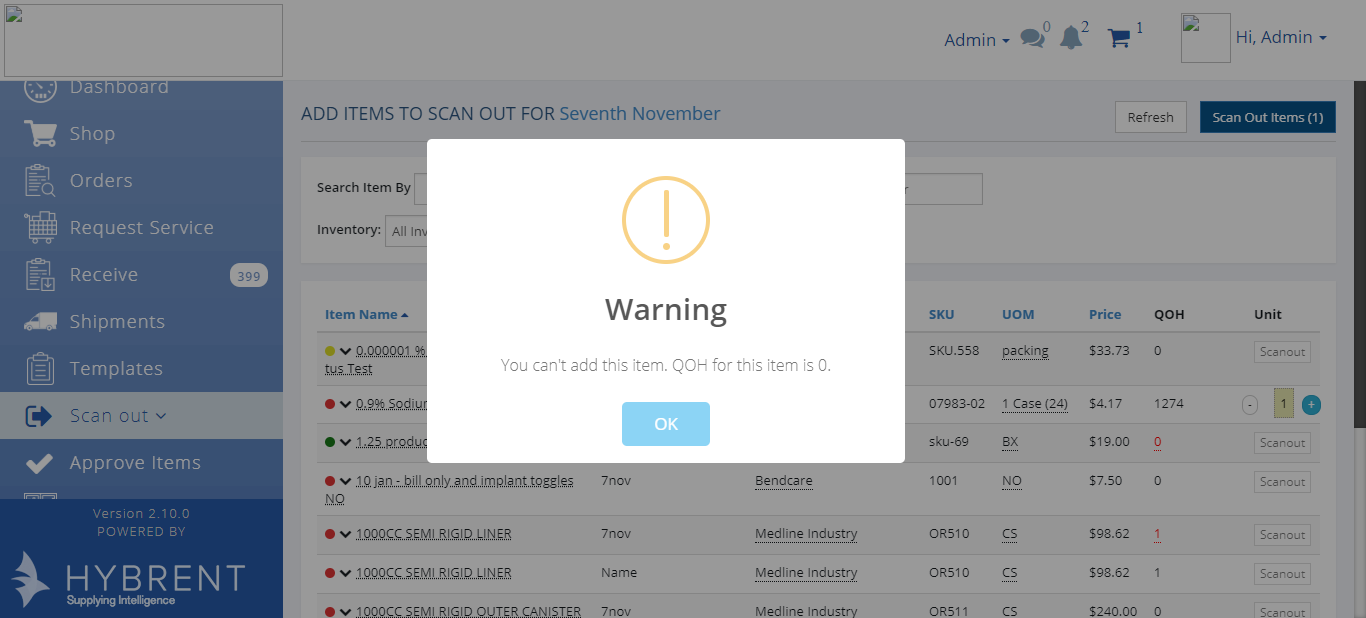 Admin 0 2 1 Hi, Admin
Dashboard
Shop
Orders
Request Service
Receive 399
Shipments
Templates
Scan out
Approve Items
Version 2.10.0
POWERED BY
HYBRENT
Supplying Intelligence
ADD ITEMS TO SCAN OUT FOR Seventh November
Refresh
Scan Out Items (1)
Search Item By
Inventory: All Inv
Warning
You can't add this item. QOH for this item is 0.
OK
Item Name SKU UOM Price QOH Unit
0.000001 % SKU.558 packing $33.73 0 Scanout
tus Test
0.9% Sodiu 07983-02 1 Case (24) $4.17 1274 - 1 +
1.25 produc sku-69 BX $19.00 0 Scanout
10 jan - bill only and implant toggles 7nov Bendcare 1001 NO $7.50 0 Scanout
NO
1000CC SEMI RIGID LINER 7nov Medline Industry OR510 CS $98.62 1 Scanout
1000CC SEMI RIGID LINER Name Medline Industry OR510 CS $98.62 1 Scanout
1000CC SEMI RIGID OUTER CANISTER 7nov Medline Industry OR511 CS $240.00 0 Scanout